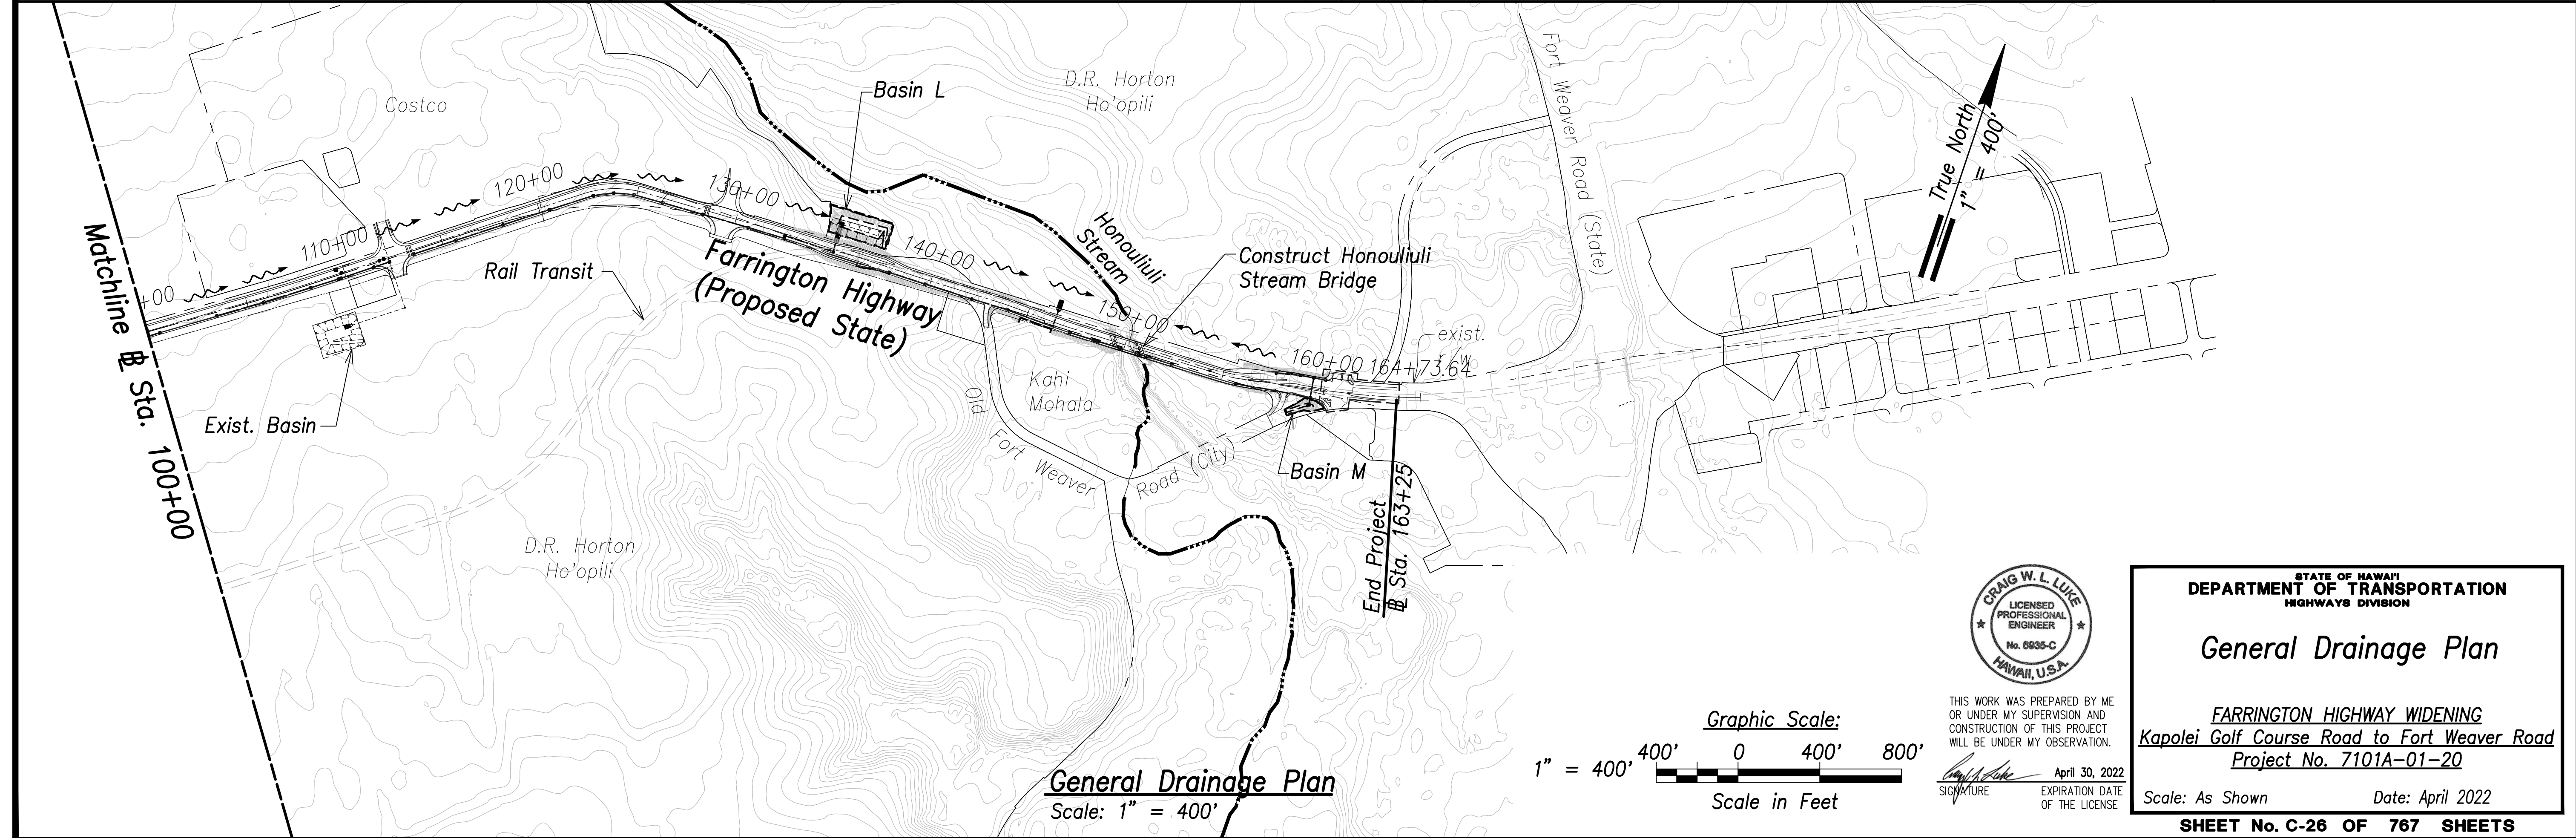 Costco
Basin L
D.R. Horton
Ho'opili
Fort Weaver Road (State)
True North
1" = 400'
Matchline BL Sta. 100+00
+00
110+00
120+00
130+00
140+00
150+00
160+00
164+73.64
Rail Transit
Farrington Highway
(Proposed State)
Honouliuli
Stream
Construct Honouliuli
Stream Bridge
exist.
r/w
Exist. Basin
Kahi
Mohala
Old Fort Weaver Road (City)
Basin M
End Project
BL Sta. 163+25
D.R. Horton
Ho'opili
General Drainage Plan
Scale: 1" = 400'
Graphic Scale:
1" = 400'
400' 0 400' 800'
Scale in Feet
CRAIG W. L. LUKE
LICENSED
PROFESSIONAL
ENGINEER
No. 6935-C
HAWAII, U.S.A.
THIS WORK WAS PREPARED BY ME
OR UNDER MY SUPERVISION AND
CONSTRUCTION OF THIS PROJECT
WILL BE UNDER MY OBSERVATION.
April 30, 2022
SIGNATURE
EXPIRATION DATE
OF THE LICENSE
STATE OF HAWAI'I
DEPARTMENT OF TRANSPORTATION
HIGHWAYS DIVISION
General Drainage Plan
FARRINGTON HIGHWAY WIDENING
Kapolei Golf Course Road to Fort Weaver Road
Project No. 7101A-01-20
Scale: As Shown
Date: April 2022
SHEET No. C-26 OF 767 SHEETS